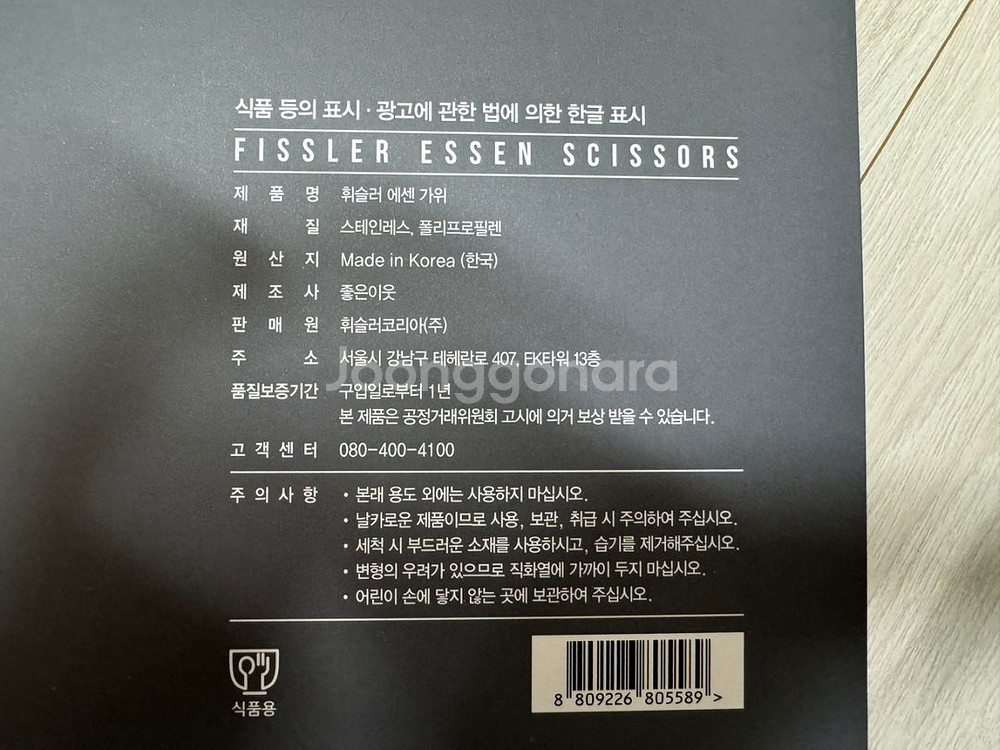 식품 등의 표시·광고에 관한 법에 의한 한글 표시
FISSLER ESSEN SCISSORS
제 품 명 휘슬러 에센 가위
재 질 스테인레스, 폴리프로필렌
원 산 지 Made in Korea (한국)
제 조 사 좋은이웃
판 매 원 휘슬러코리아(주)
주 소 서울시 강남구 테헤란로 407, EK타워 13층
Joonggonara
품질보증기간 구입일로부터 1년
본 제품은 공정거래위원회 고시에 의거 보상 받을 수 있습니다.
고 객 센 터 080-400-4100
주 의 사 항 • 본래 용도 외에는 사용하지 마십시오.
• 날카로운 제품이므로 사용, 보관, 취급 시 주의하여 주십시오.
• 세척 시 부드러운 소재를 사용하시고, 습기를 제거해주십시오.
• 변형의 우려가 있으므로 직화열에 가까이 두지 마십시오.
• 어린이 손에 닿지 않는 곳에 보관하여 주십시오.
식품용
8 809226 805589 >